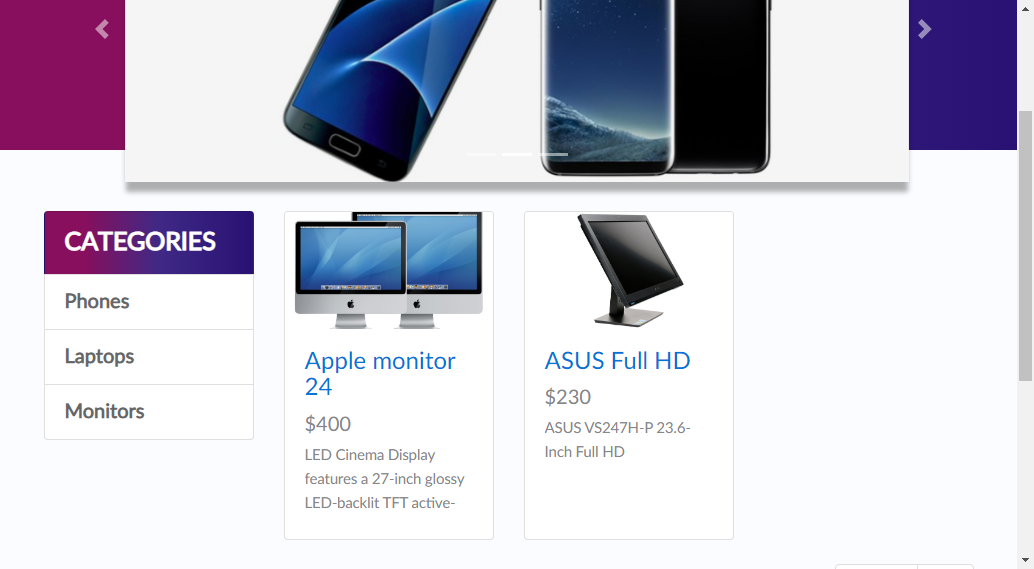 CATEGORIES
Phones
Laptops
Monitors
Apple monitor
24
$400
LED Cinema Display
features a 27-inch glossy
LED-backlit TFT active-
ASUS Full HD
$230
ASUS VS247H-P 23.6-
Inch Full HD